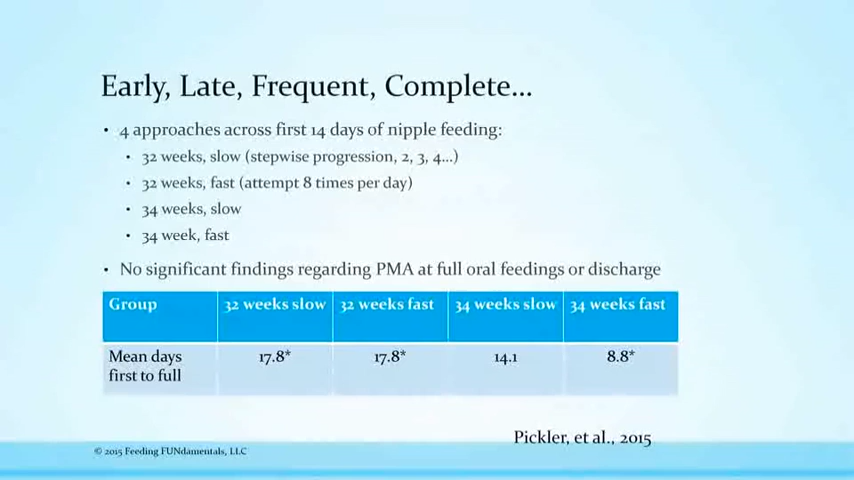 Early, Late, Frequent, Complete...
• 4 approaches across first 14 days of nipple feeding:
• 32 weeks, slow (stepwise progression, 2, 3, 4...)
• 32 weeks, fast (attempt 8 times per day)
• 34 weeks, slow
• 34 week, fast
• No significant findings regarding PMA at full oral feedings or discharge
Group 32 weeks slow 32 weeks fast 34 weeks slow 34 weeks fast
Mean days first to full 17.8* 17.8* 14.1 8.8*
Pickler, et al., 2015
© 2015 Feeding FUNdamentals, LLC